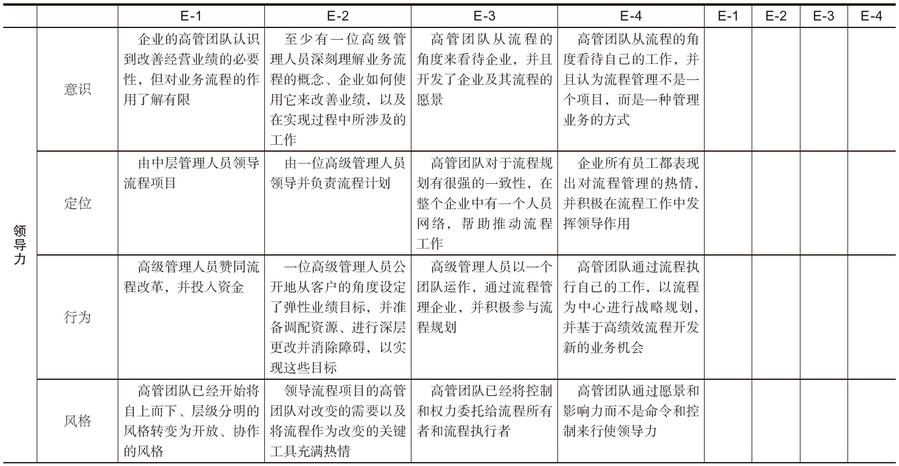 E-1 E-2 E-3 E-4 E-1 E-2 E-3 E-4
领导力
意识
企业的高管团队认识
到改善经营业绩的必要
性，但对业务流程的作
用了解有限
至少有一位高级管
理人员深刻理解业务流
程的概念、企业如何使
用它来改善业绩，以及
在实现过程中所涉及的
工作
高管团队从流程的
角度来看待企业，并且
开发了企业及其流程的
愿景
高管团队从流程的角
度看待自己的工作，并
且认为流程管理不是一
个项目，而是一种管理
业务的方式
定位
由中层管理人员领导
流程项目
由一位高级管理人员
领导并负责流程计划
高管团队对于流程规
划有很强的一致性，在
整个企业中有一个人员
网络，帮助推动流程
工作
企业所有员工都表现
出对流程管理的热情，
并积极在流程工作中发
挥领导作用
行为
高级管理人员赞同流
程改革，并投入资金
一位高级管理人员公
开地从客户的角度设定
了弹性业绩目标，并准
备调配资源、进行深层
更改并消除障碍，以实
现这些目标
高级管理人员以一个
团队运作，通过流程管
理企业，并积极参与流
程规划
高管团队通过流程执
行自己的工作，以流程
为中心进行战略规划，
并基于高绩效流程开发
新的业务机会
风格
高管团队已经开始将
自上而下、层级分明的
风格转变为开放、协作
的风格
领导流程项目的高管
团队对改变的需要以及
将流程作为改变的关键
工具充满热情
高管团队已经将控制
和权力委托给流程所有
者和流程执行者
高管团队通过愿景和
影响力而不是命令和控
制来行使领导力